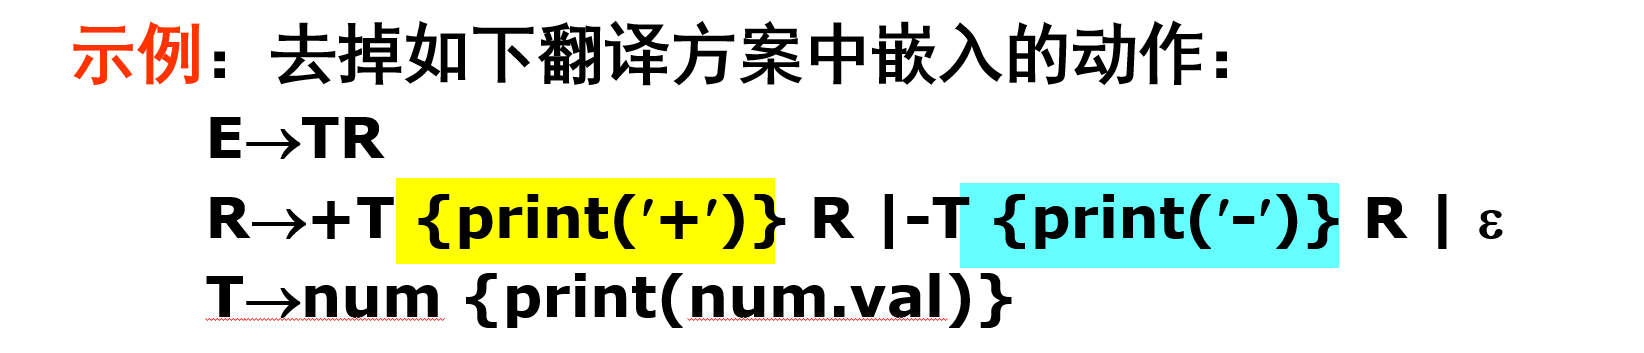 示例：去掉如下翻译方案中嵌入的动作：
E→TR
R→+T {print(′+′)} R |-T {print(′-′)} R | ε
T→num {print(num.val)}